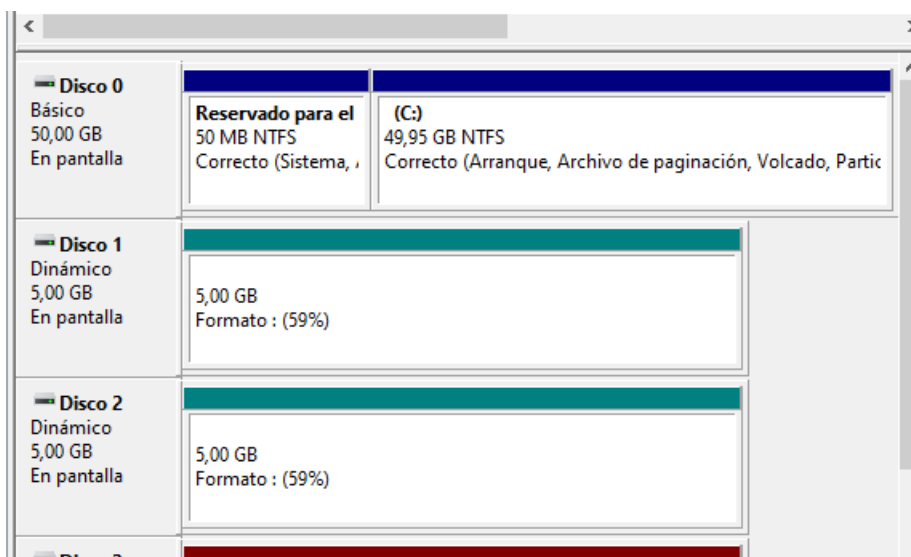 Disco 0
Básico
50,00 GB
En pantalla
Reservado para el
50 MB NTFS
Correcto (Sistema,
(C:)
49,95 GB NTFS
Correcto (Arranque, Archivo de paginación, Volcado, Partic
Disco 1
Dinámico
5,00 GB
En pantalla
5,00 GB
Formato : (59%)
Disco 2
Dinámico
5,00 GB
En pantalla
5,00 GB
Formato : (59%)